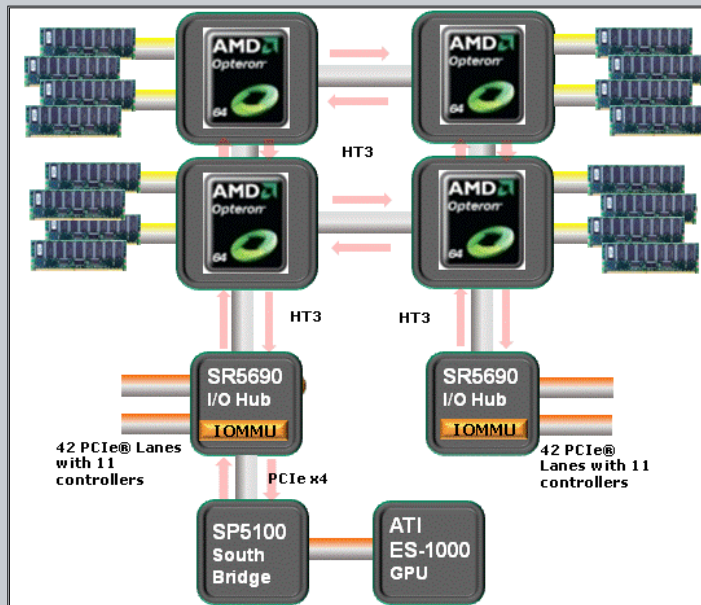 AMD
Opteron
64
AMD
Opteron
64
HT3
AMD
Opteron
64
AMD
Opteron
64
HT3
HT3
SR5690
I/O Hub
IOMMU
SR5690
I/O Hub
IOMMU
42 PCIe® Lanes
with 11
controllers
PCIe x4
42 PCIe®
Lanes with 11
controllers
SP5100
South
Bridge
ATI
ES-1000
GPU